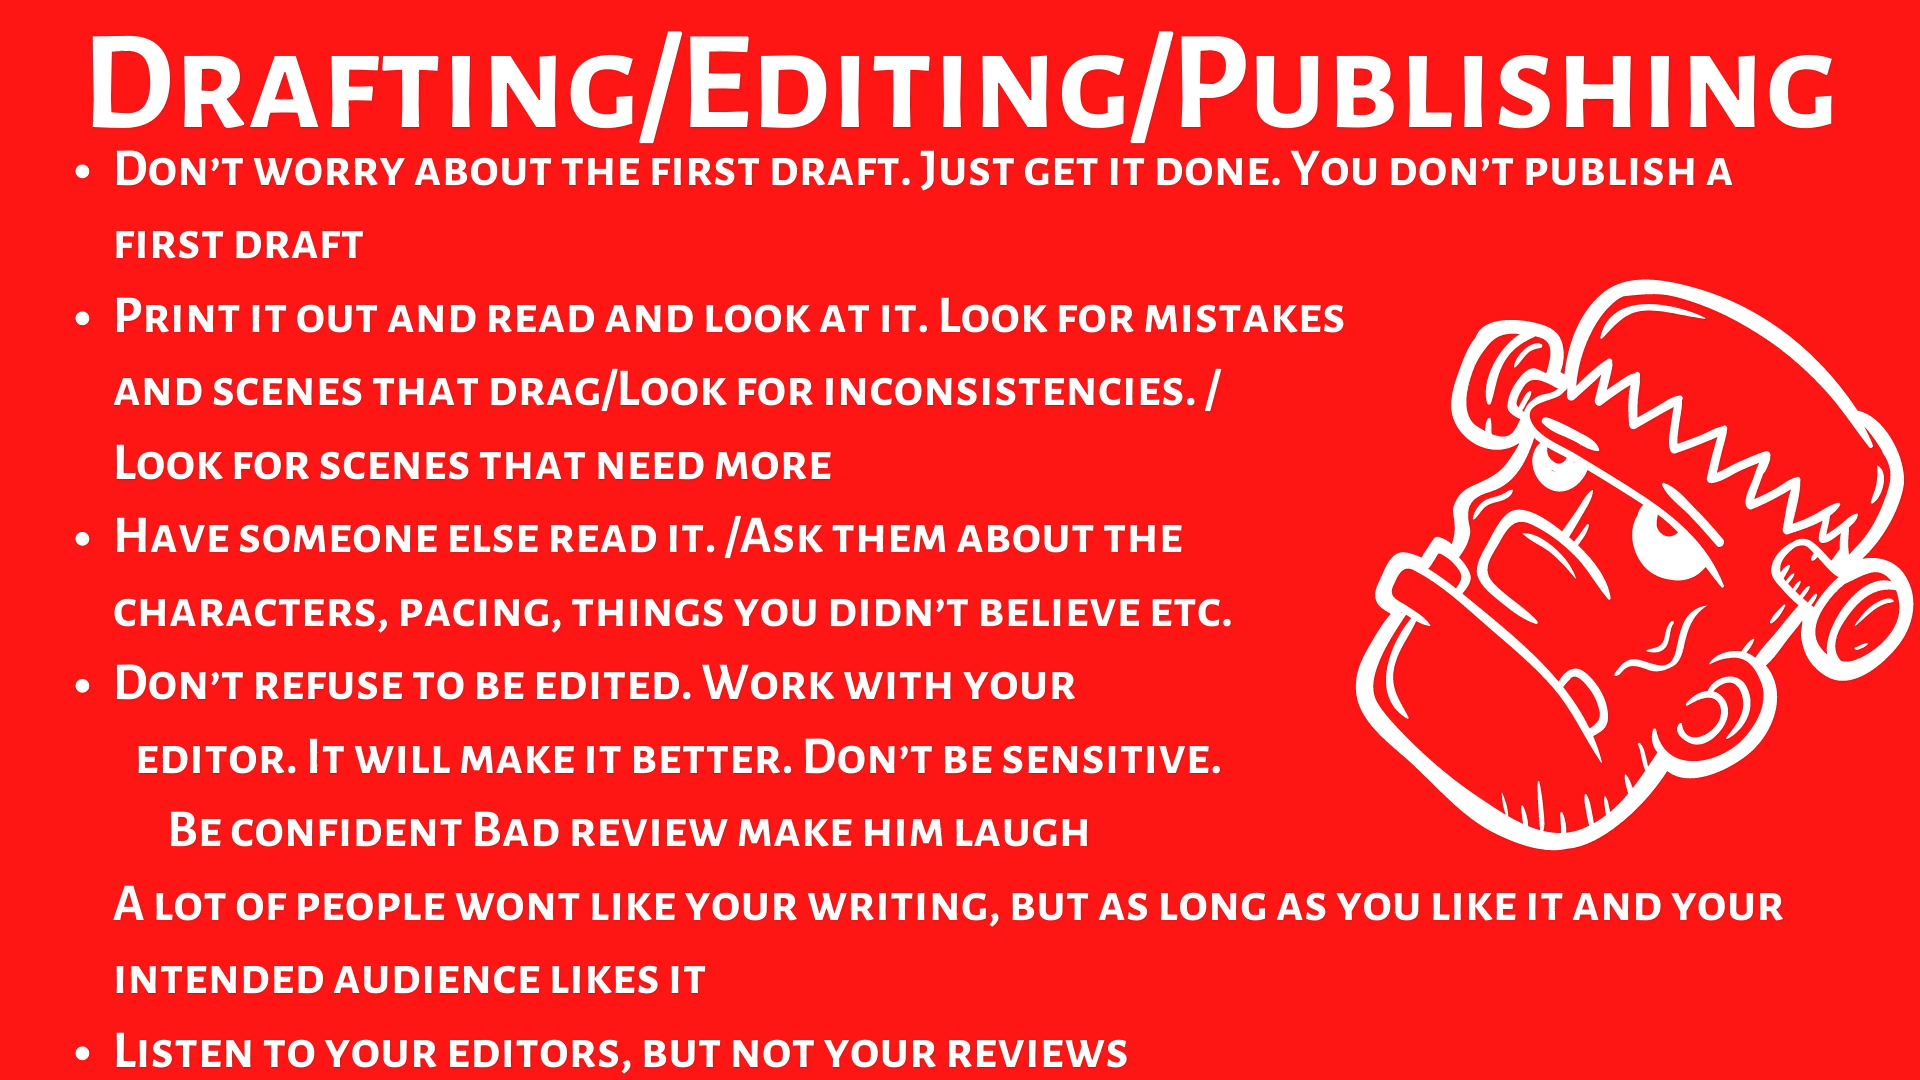 Drafting/Editing/Publishing
• Don't worry about the first draft. Just get it done. You don't publish a
first draft
• Print it out and read and look at it. Look for mistakes
and scenes that drag/Look for inconsistencies. /
Look for scenes that need more
• Have someone else read it. /Ask them about the
characters, pacing, things you didn't believe etc.
• Don't refuse to be edited. Work with your
editor. It will make it better. Don't be sensitive.
Be confident Bad review make him laugh
A lot of people wont like your writing, but as long as you like it and your
intended audience likes it
• Listen to your editors, but not your reviews